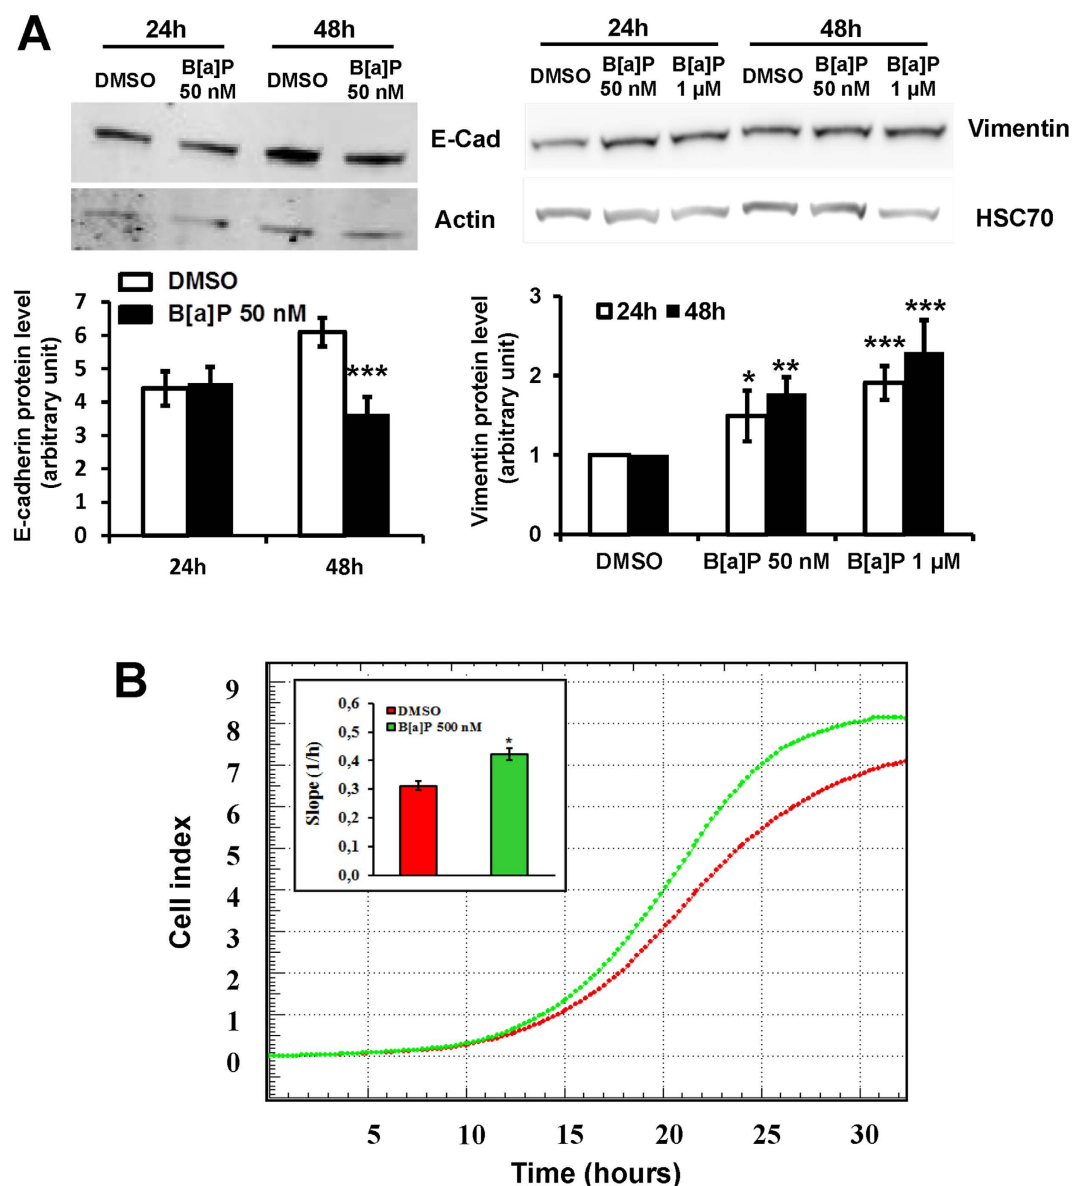 A
24h 48h
DMSO B[a]P 50 nM DMSO B[a]P 50 nM
E-Cad
Actin
24h 48h
DMSO B[a]P 50 nM B[a]P 1 µM DMSO B[a]P 50 nM B[a]P 1 µM
Vimentin
HSC70
E-cadherin protein level
(arbitrary unit)
DMSO
B[a]P 50 nM
7
6
5
4
3
2
1
0
***
24h 48h
Vimentin protein level
(arbitrary unit)
24h 48h
3
2
1
0
* ** *** ***
DMSO B[a]P 50 nM B[a]P 1 µM
B
Cell index
9
8
7
6
5
4
3
2
1
0
Slope (1/h)
0,6
0,5
0,4
0,3
0,2
0,1
0,0
DMSO
B[a]P 500 nM
*
5 10 15 20 25 30
Time (hours)